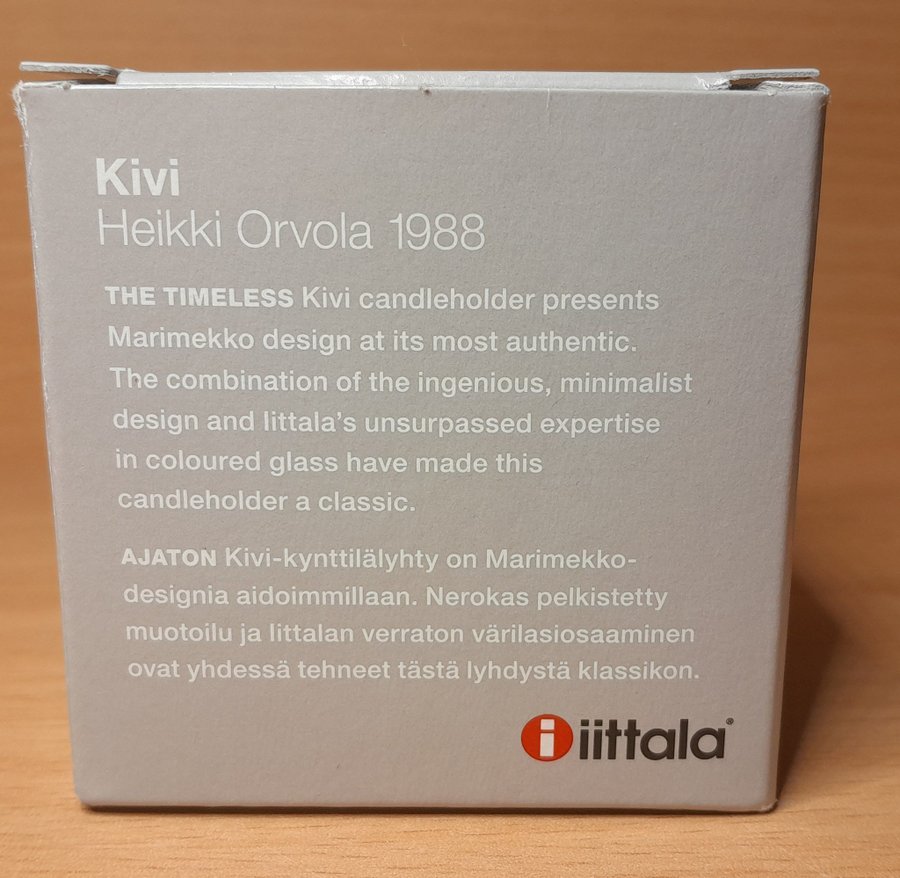 Kivi
Heikki Orvola 1988
THE TIMELESS Kivi candleholder presents
Marimekko design at its most authentic.
The combination of the ingenious, minimalist
design and Iittala's unsurpassed expertise
in coloured glass have made this
candleholder a classic.
AJATON Kivi-kynttilälyhty on Marimekko-
designia aidoimmillaan. Nerokas pelkistetty
muotoilu ja Iittalan verraton värilasiosaaminen
ovat yhdessä tehneet tästä lyhdystä klassikon.
i iittala®